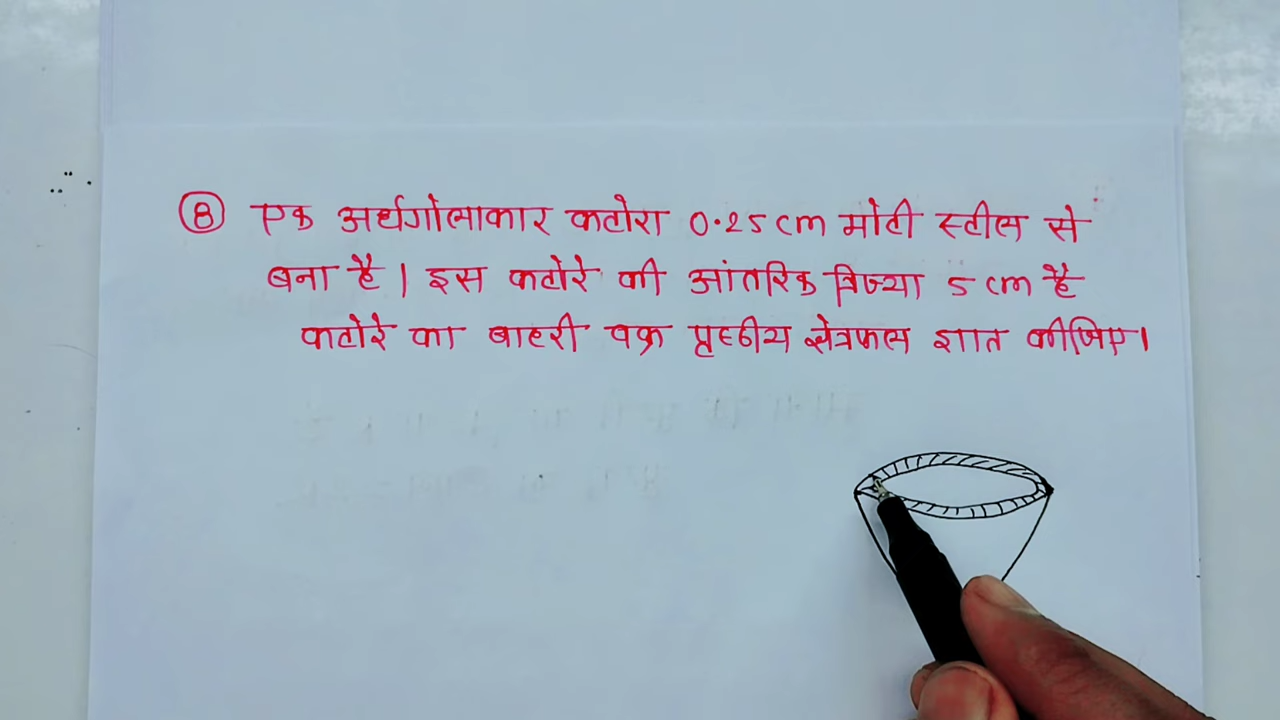 ⑧ एक अर्धगोलाकार कटोरा 0.25 cm मोटी स्टील से
बना है। इस कटोरे की आंतरिक त्रिज्या 5 cm है
कटोरे का बाहरी वक्र पृष्ठीय क्षेत्रफल ज्ञात कीजिए।